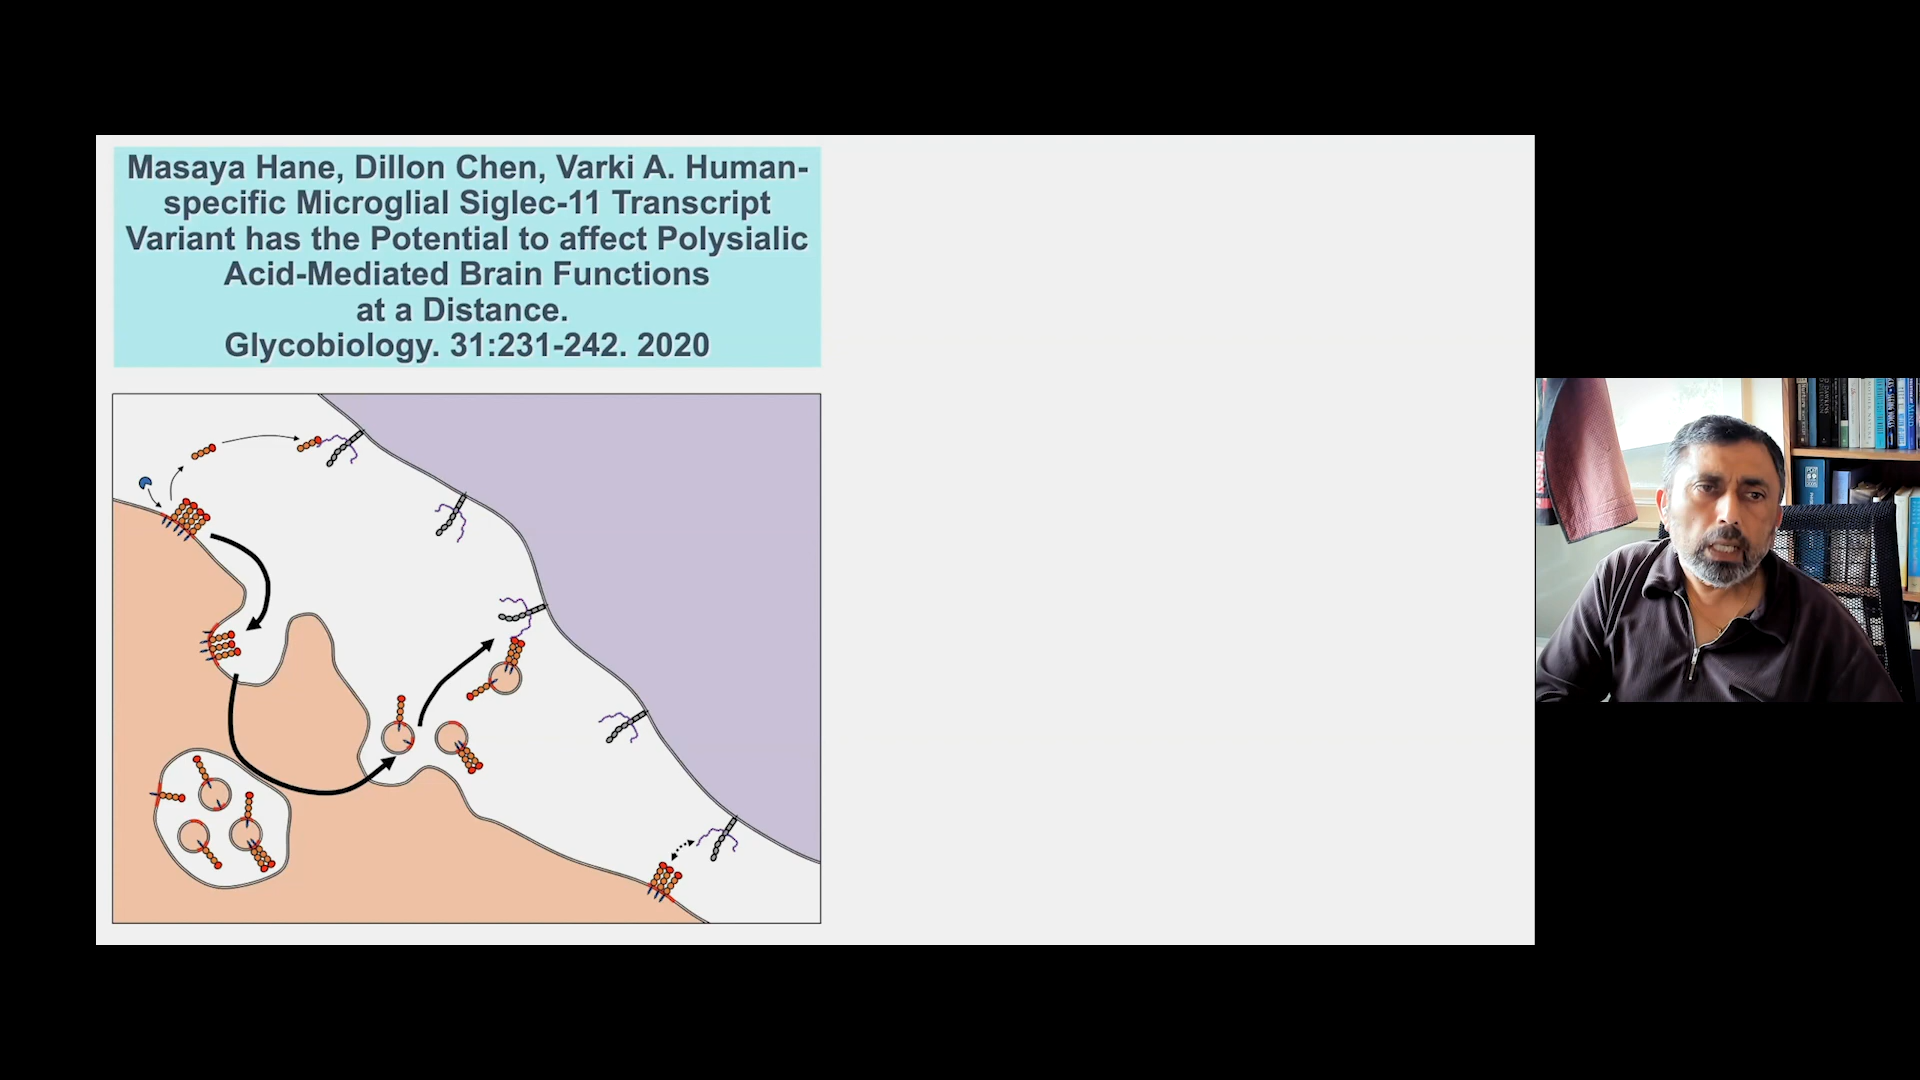 Masaya Hane, Dillon Chen, Varki A. Human-
specific Microglial Siglec-11 Transcript
Variant has the Potential to affect Polysialic
Acid-Mediated Brain Functions
at a Distance.
Glycobiology. 31:231-242. 2020